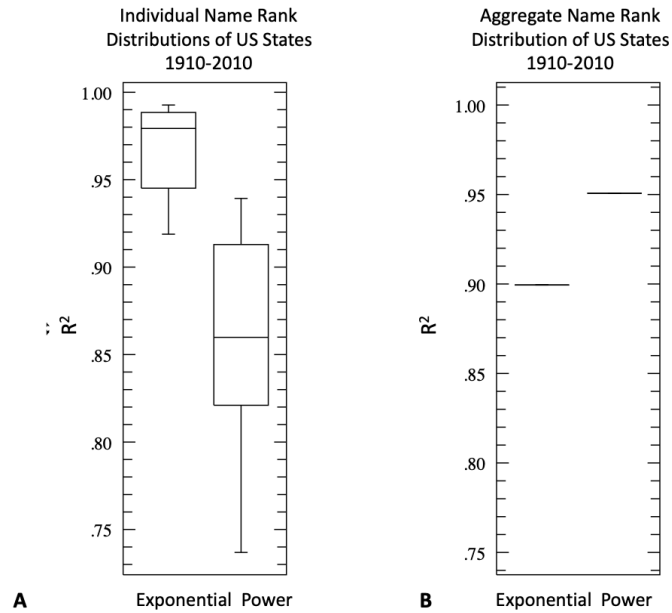 Individual Name Rank
Distributions of US States
1910-2010
1.00
.95
.90
.85
.80
.75
R²
Exponential Power
A
Aggregate Name Rank
Distribution of US States
1910-2010
1.00
.95
.90
.85
.80
.75
R²
Exponential Power
B